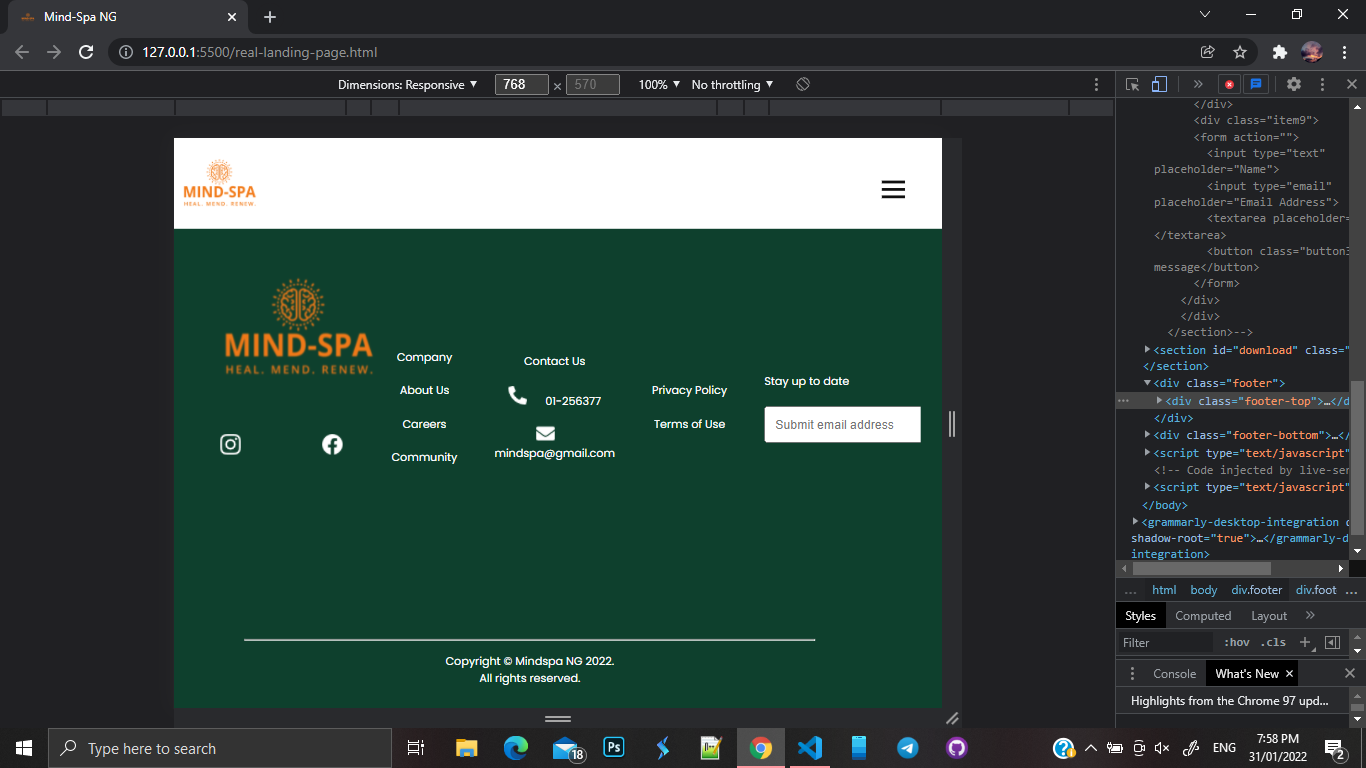 Mind-Spa NG
127.0.0.1:5500/real-landing-page.html
Dimensions: Responsive 768 × 570 100% No throttling
MIND-SPA
HEAL. MEND. RENEW.
MIND-SPA
HEAL. MEND. RENEW.
Company
About Us
Careers
Community
Contact Us
01-256377
mindspa@gmail.com
Privacy Policy
Terms of Use
Stay up to date
Submit email address
Copyright © Mindspa NG 2022.
All rights reserved.
</div>
<div class="item9">
<form action="">
<input type="text"
placeholder="Name">
<input type="email"
placeholder="Email Address">
<textarea placeholder=
</textarea>
<button class="button3
message</button>
</form>
</div>
</div>
</section>-->
<section id="download" class="
</section>
<div class="footer">
<div class="footer-top">…</d
</div>
<div class="footer-bottom">…</
<script type="text/javascript"
<!-- Code injected by live-ser
<script type="text/javascript"
</body>
<grammarly-desktop-integration
shadow-root="true">…</grammarly-d
integration>
... html body div.footer div.foot ...
Styles Computed Layout
Filter :hov .cls
Console What's New
Highlights from the Chrome 97 upd...
Type here to search
Ps
18
ENG
7:58 PM
31/01/2022
2